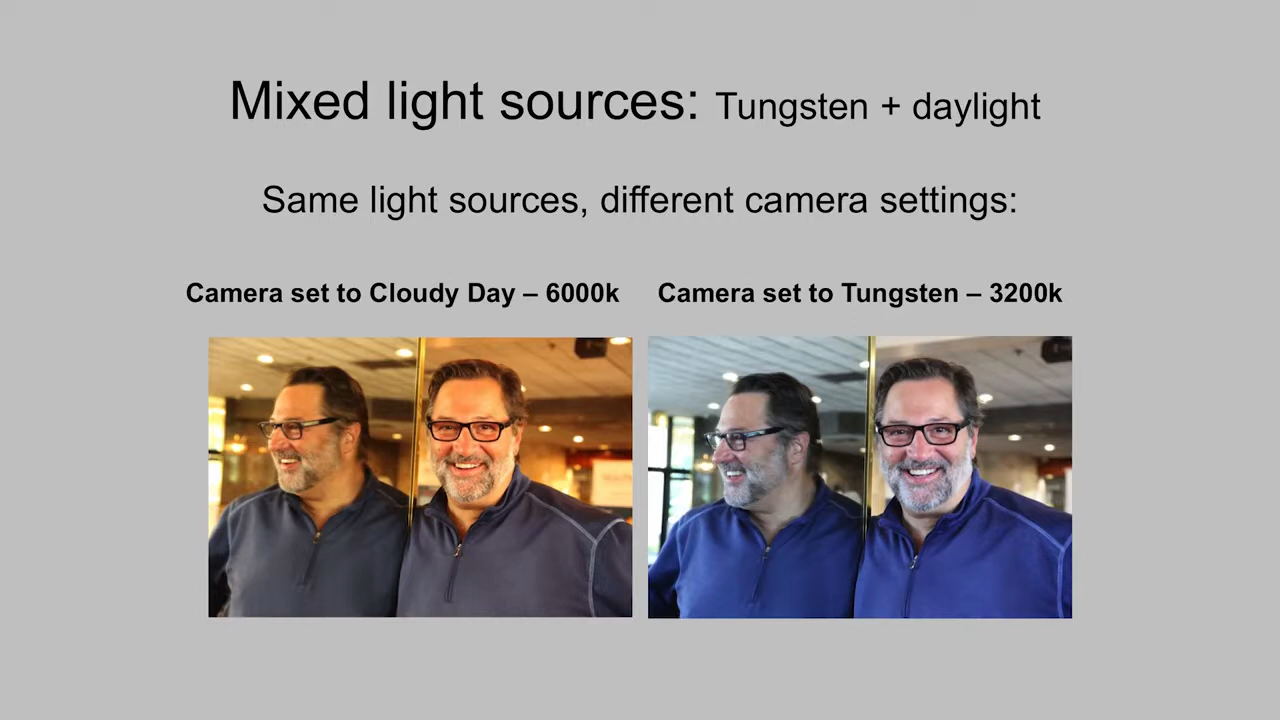 Mixed light sources: Tungsten + daylight
Same light sources, different camera settings:
Camera set to Cloudy Day – 6000k
Camera set to Tungsten – 3200k